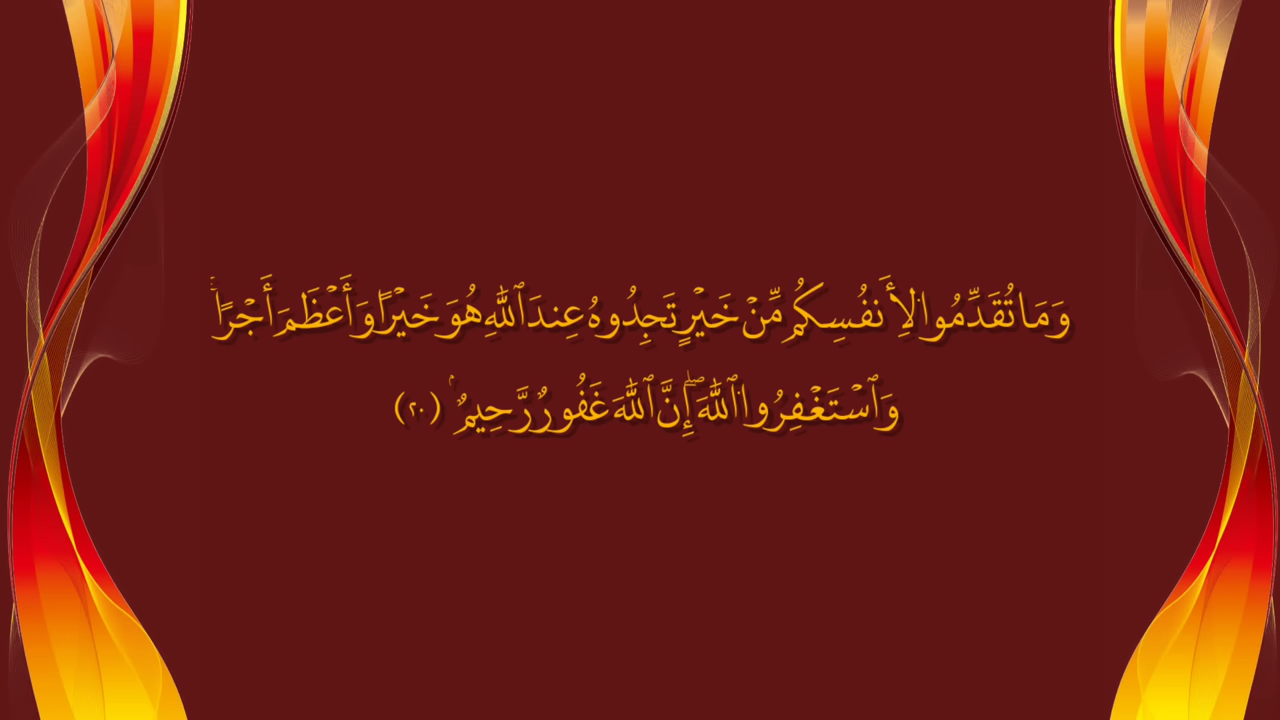 وَمَا تُقَدِّمُوا۟ لِأَنفُسِكُم مِّنْ خَيْرٍ تَجِدُوهُ عِندَ ٱللَّهِ هُوَ خَيْرًا وَأَعْظَمَ أَجْرًا ۚ
وَٱسْتَغْفِرُوا۟ ٱللَّهَ ۖ إِنَّ ٱللَّهَ غَفُورٌ رَّحِيمٌۢ (٢٠)